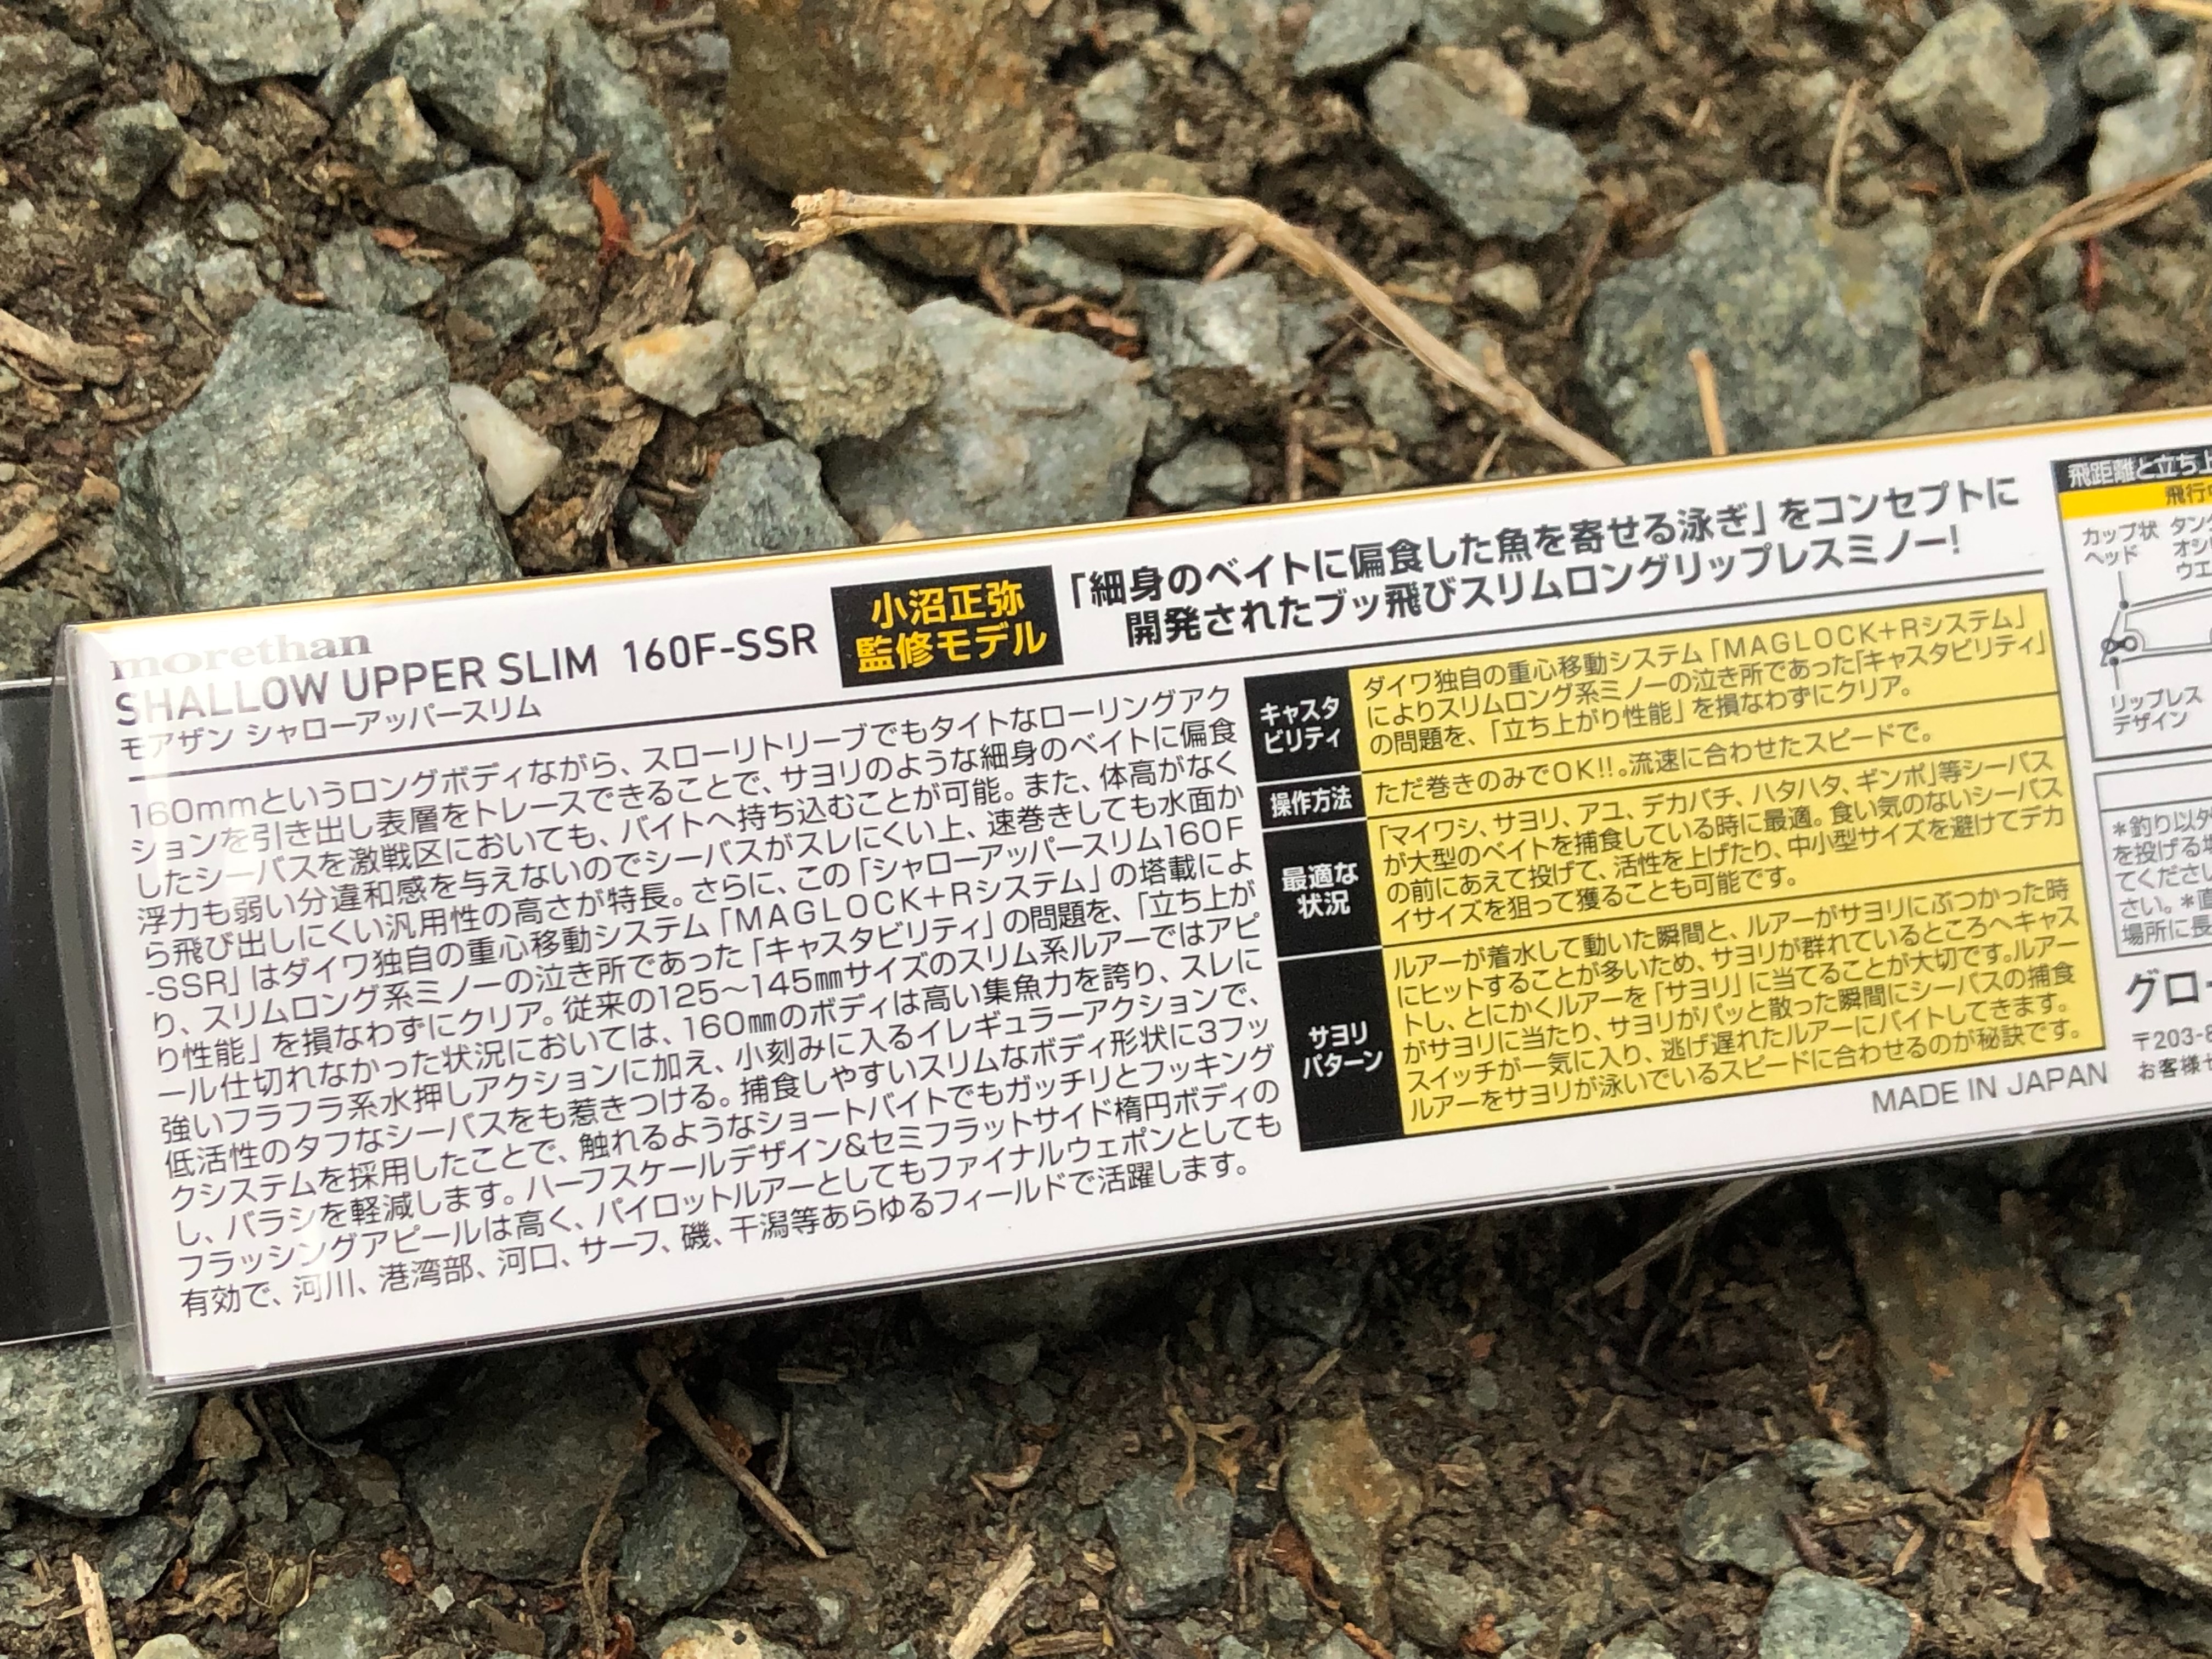 morethan
SHALLOW UPPER SLIM 160F-SSR
モアザン シャローアッパースリム
小沼正弥
監修モデル
「細身のベイトに偏食した魚を寄せる泳ぎ」をコンセプトに
開発されたブッ飛びスリムロングリップレスミノー!
160mmというロングボディながら、スローリトリーブでもタイトなローリングアク
ションを引き出し表層をトレースできることで、サヨリのような細身のベイトに偏食
したシーバスを激戦区においても、バイトへ持ち込むことが可能。また、体高がなく
浮力も弱い分違和感を与えないのでシーバスがスレにくい上、速巻きしても水面か
ら飛び出しにくい汎用性の高さが特長。さらに、この「シャローアッパースリム160F
-SSR」はダイワ独自の重心移動システム「MAGLOCK+Rシステム」の塔載によ
り、スリムロング系ミノーの泣き所であった「キャスタビリティ」の問題を、「立ち上が
り性能」を損なわずにクリア。従来の125〜145㎜サイズのスリム系ルアーではアピ
ール仕切れなかった状況においては、160㎜のボディは高い集魚力を誇り、スレに
強いフラフラ系水押しアクションに加え、小刻みに入るイレギュラーアクションで、
低活性のタフなシーバスをも惹きつける。捕食しやすいスリムなボディ形状に3フッ
クシステムを採用したことで、触れるようなショートバイトでもガッチリとフッキング
し、バラシを軽減します。ハーフスケールデザイン&セミフラットサイド楕円ボディの
フラッシングアピールは高く、パイロットルアーとしてもファイナルウェポンとしても
有効で、河川、港湾部、河口、サーフ、磯、干潟等あらゆるフィールドで活躍します。
キャスタ
ビリティ
ダイワ独自の重心移動システム「MAGLOCK+Rシステム」
によりスリムロング系ミノーの泣き所であった「キャスタビリティ」
の問題を、「立ち上がり性能」を損なわずにクリア。
操作方法
ただ巻きのみでOK!!。流速に合わせたスピードで。
最適な
状況
「マイワシ、サヨリ、アユ、デカバチ、ハタハタ、ギンポ」等シーバス
が大型のベイトを捕食している時に最適。食い気のないシーバス
の前にあえて投げて、活性を上げたり、中小型サイズを避けてデカ
イサイズを狙って獲ることも可能です。
サヨリ
パターン
ルアーが着水して動いた瞬間と、ルアーがサヨリにぶつかった時
にヒットすることが多いため、サヨリが群れているところへキャス
トし、とにかくルアーを「サヨリ」に当てることが大切です。ルアー
がサヨリに当たり、サヨリがパッと散った瞬間にシーバスの捕食
スイッチが一気に入り、逃げ遅れたルアーにバイトしてきます。
ルアーをサヨリが泳いでいるスピードに合わせるのが秘訣です。
MADE IN JAPAN
飛距離と立ち上
飛行
カップ状
ヘッド
タン
オシ
ウエ
リップレス
デザイン
*釣り以外
を投げる場
てくださ
さい。*直
場所に長
グロー
〒203-8
お客様セ